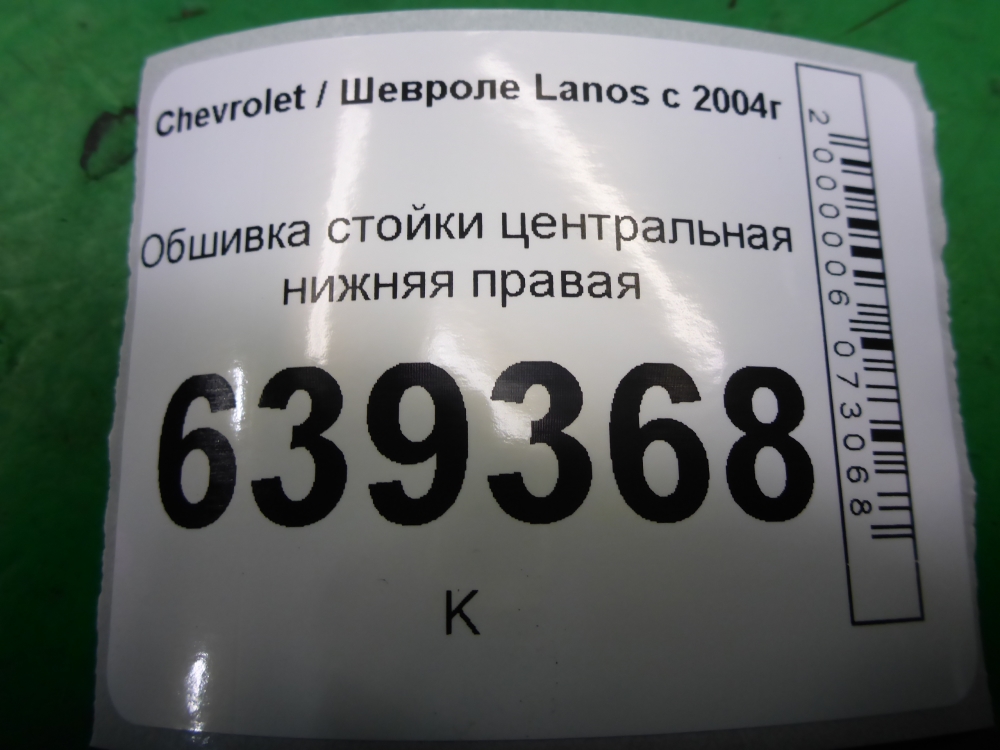 Chevrolet / Шевроле Lanos с 2004г
Обшивка стойки центральная
нижняя правая
639368
К
2000006073068